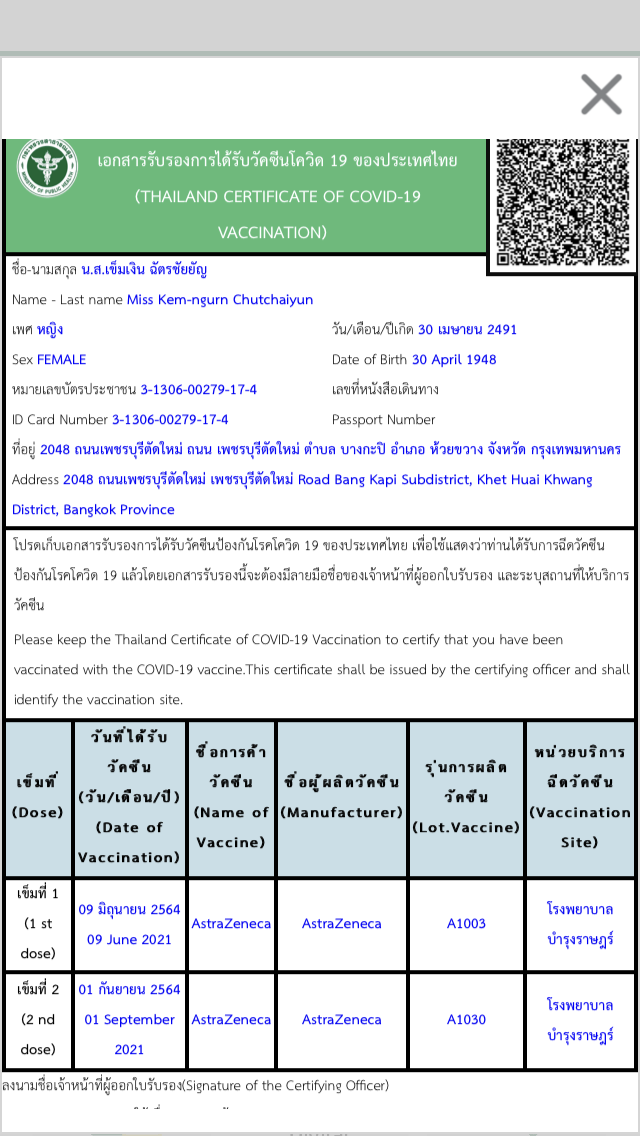 เอกสารรับรองการได้รับวัคซีนโควิด 19 ของประเทศไทย
(THAILAND CERTIFICATE OF COVID-19
VACCINATION)
ชื่อ-นามสกุล น.ส.เข็มเงิน ฉัตรชัยยัญ
Name - Last name Miss Kem-ngurn Chutchaiyun
เพศ หญิง วัน/เดือน/ปีเกิด 30 เมษายน 2491
Sex FEMALE Date of Birth 30 April 1948
หมายเลขบัตรประชาชน 3-1306-00279-17-4 เลขที่หนังสือเดินทาง
ID Card Number 3-1306-00279-17-4 Passport Number
ที่อยู่ 2048 ถนนเพชรบุรีตัดใหม่ ถนน เพชรบุรีตัดใหม่ ตำบล บางกะปิ อำเภอ ห้วยขวาง จังหวัด กรุงเทพมหานคร
Address 2048 ถนนเพชรบุรีตัดใหม่ เพชรบุรีตัดใหม่ Road Bang Kapi Subdistrict, Khet Huai Khwang
District, Bangkok Province
โปรดเก็บเอกสารรับรองการได้รับวัคซีนป้องกันโรคโควิด 19 ของประเทศไทย เพื่อใช้แสดงว่าท่านได้รับการฉีดวัคซีน
ป้องกันโรคโควิด 19 แล้วโดยเอกสารรับรองนี้จะต้องมีลายมือชื่อของเจ้าหน้าที่ผู้ออกใบรับรอง และระบุสถานที่ให้บริการ
วัคซีน
Please keep the Thailand Certificate of COVID-19 Vaccination to certify that you have been
vaccinated with the COVID-19 vaccine.This certificate shall be issued by the certifying officer and shall
identify the vaccination site.
เข็มที่
(Dose)
วันที่ได้รับ
วัคซีน
(วัน/เดือน/ปี)
(Date of
Vaccination)
ชื่อการค้า
วัคซีน
(Name of
Vaccine)
ชื่อผู้ผลิตวัคซีน
(Manufacturer)
รุ่นการผลิต
วัคซีน
(Lot.Vaccine)
หน่วยบริการ
ฉีดวัคซีน
(Vaccination
Site)
เข็มที่ 1
(1 st
dose)
09 มิถุนายน 2564
09 June 2021
AstraZeneca
AstraZeneca
A1003
โรงพยาบาล
บำรุงราษฎร์
เข็มที่ 2
(2 nd
dose)
01 กันยายน 2564
01 September
2021
AstraZeneca
AstraZeneca
A1030
โรงพยาบาล
บำรุงราษฎร์
ลงนามชื่อเจ้าหน้าที่ผู้ออกใบรับรอง(Signature of the Certifying Officer)